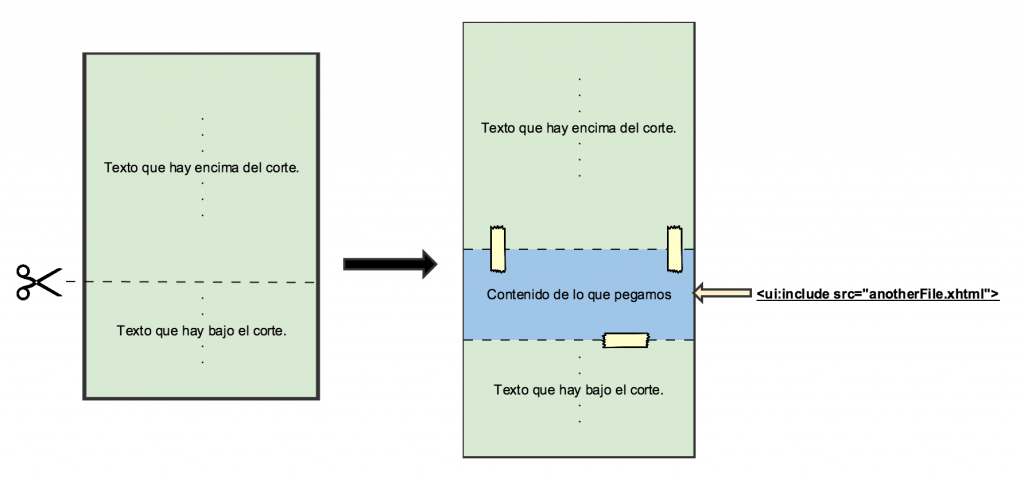 Texto que hay encima del corte.
Texto que hay bajo el corte.
Texto que hay encima del corte.
Contenido de lo que pegamos
<ui:include src="anotherFile.xhtml">
Texto que hay bajo el corte.